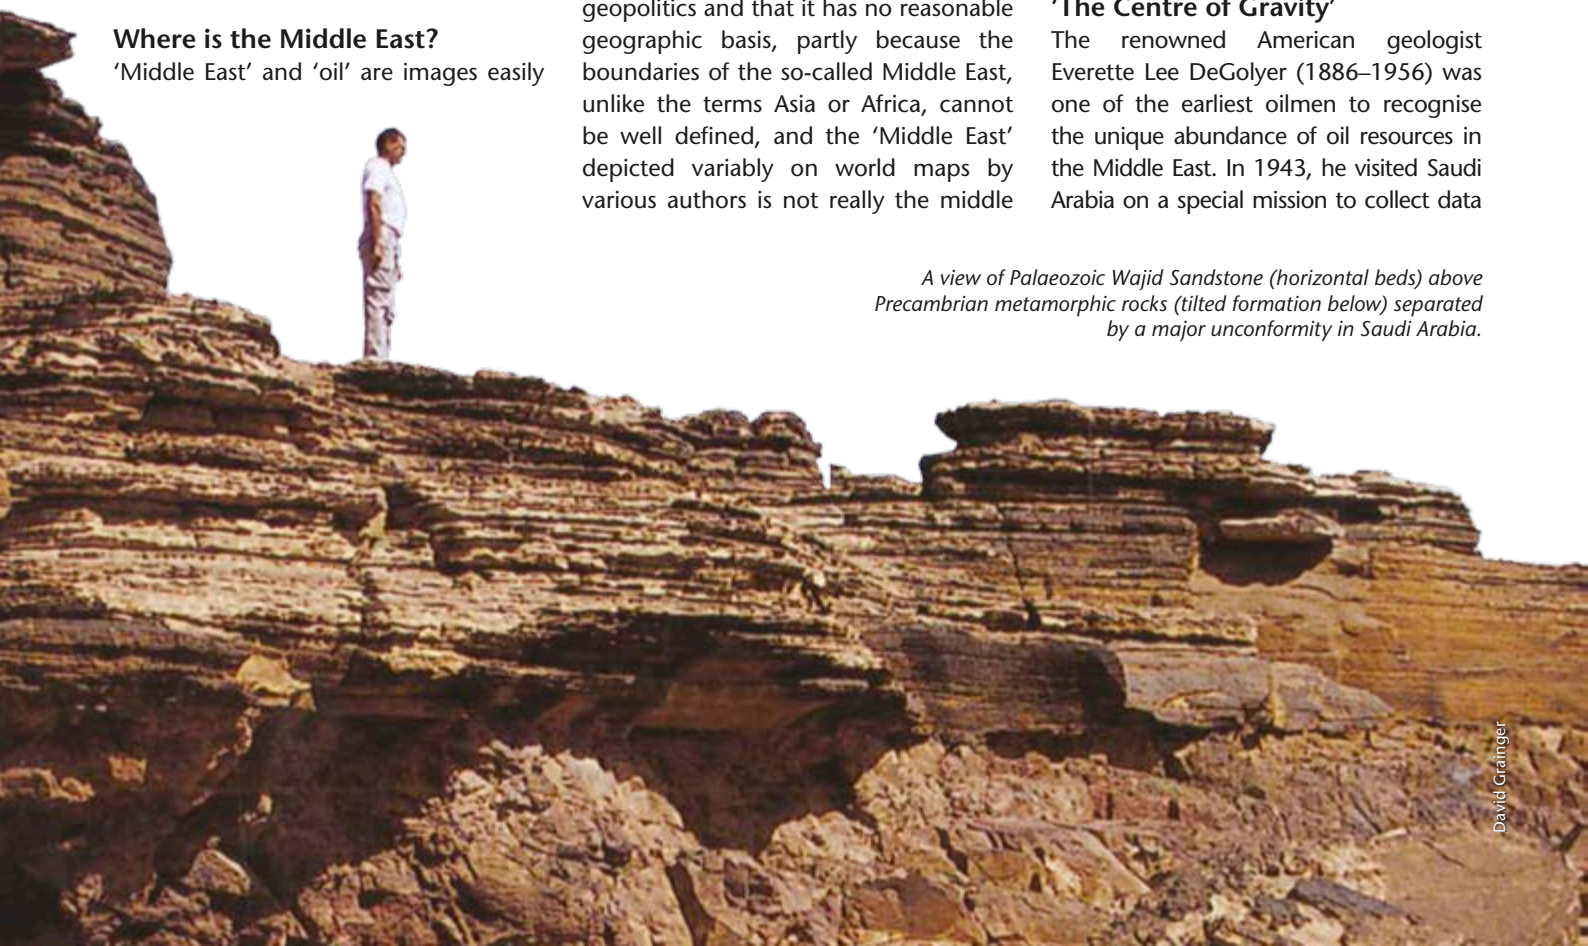 Where is the Middle East?
‘Middle East’ and ‘oil’ are images easily
geopolitics and that it has no reasonable
geographic basis, partly because the
boundaries of the so-called Middle East,
unlike the terms Asia or Africa, cannot
be well defined, and the ‘Middle East’
depicted variably on world maps by
various authors is not really the middle
‘The Centre of Gravity’
The renowned American geologist
Everette Lee DeGolyer (1886–1956) was
one of the earliest oilmen to recognise
the unique abundance of oil resources in
the Middle East. In 1943, he visited Saudi
Arabia on a special mission to collect data
A view of Palaeozoic Wajid Sandstone (horizontal beds) above
Precambrian metamorphic rocks (tilted formation below) separated
by a major unconformity in Saudi Arabia.
David Grainger